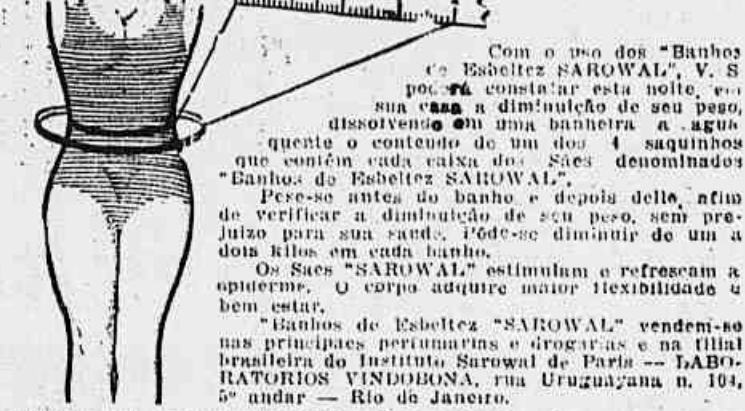 Com o uso dos "Banhos
de Esbeltez SAROWAL", V. S
poderá constatar esta noite, em
sua casa a diminuição de seu peso,
dissolvendo em uma banheira a agua
quente o conteudo de um dos 4 saquinhos
que contém cada caixa dos Sáes denominados
"Banhos de Esbeltez SAROWAL".
Pese-se antes do banho e depois delle, afim
de verificar a diminuição de seu peso, sem pre-
juizo para sua saude. Póde-se diminuir de um a
dois kilos em cada banho.
Os Saes "SAROWAL" estimulam e refrescam a
epiderme. O corpo adquire maior flexibilidade e
bem estar.
"Banhos de Esbeltez "SAROWAL" vendem-se
nas principaes perfumarias e drogarias e na filial
brasileira do Instituto Sarowal de Paris — LABO-
RATORIOS VINDOBONA, rua Uruguayana n. 104,
5º andar — Rio de Janeiro.